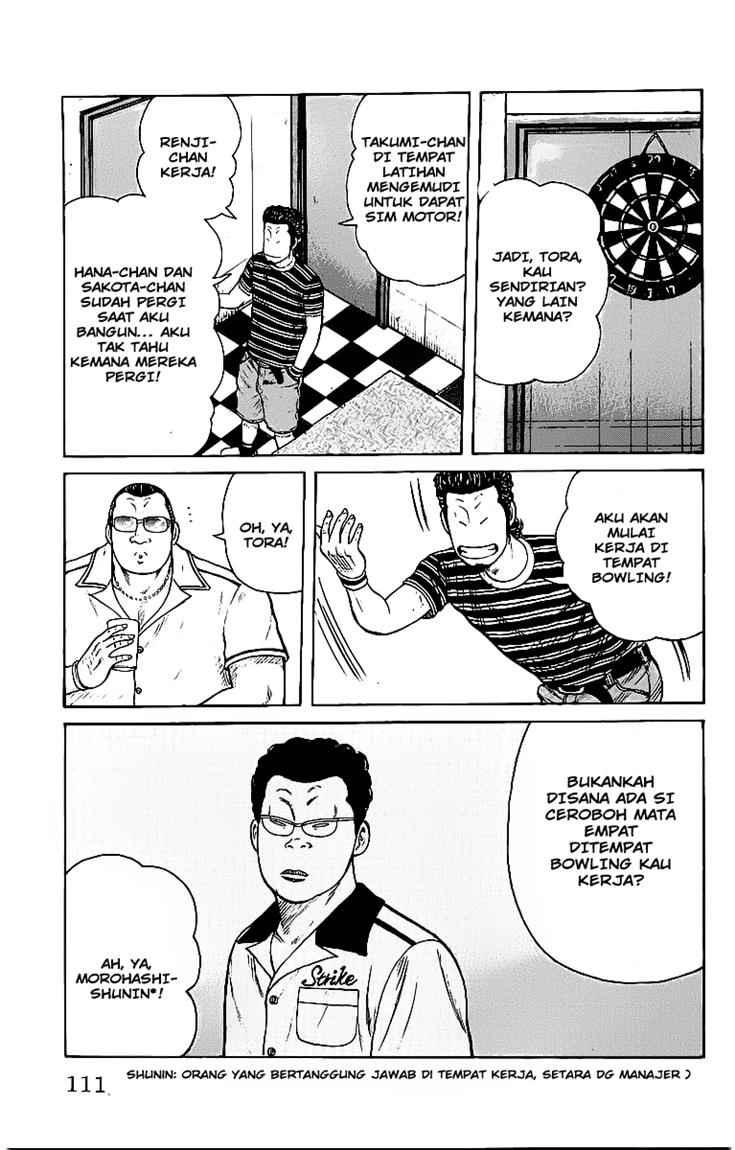 JADI, TORA,
KAU
SENDIRIAN?
YANG LAIN
KEMANA?
TAKUMI-CHAN
DI TEMPAT
LATIHAN
MENGEMUDI
UNTUK DAPAT
SIM MOTOR!
RENJI-
CHAN
KERJA!
HANA-CHAN DAN
SAKOTA-CHAN
SUDAH PERGI
SAAT AKU
BANGUN... AKU
TAK TAHU
KEMANA MEREKA
PERGI!
AKU AKAN
MULAI
KERJA DI
TEMPAT
BOWLING!
OH, YA,
TORA!
BUKANKAH
DISANA ADA SI
CEROBOH MATA
EMPAT
DITEMPAT
BOWLING KAU
KERJA?
Strike
AH, YA,
MOROHASHI-
SHUNIN*!
SHUNIN: ORANG YANG BERTANGGUNG JAWAB DI TEMPAT KERJA, SETARA DG MANAJER )
111